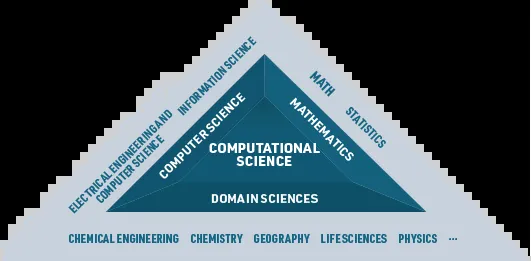 INFORMATION SCIENCE
ELECTRICAL ENGINEERING AND
COMPUTER SCIENCE
MATH STATISTICS
COMPUTER SCIENCE
MATHEMATICS
COMPUTATIONAL
SCIENCE
DOMAIN SCIENCES
CHEMICAL ENGINEERING CHEMISTRY GEOGRAPHY LIFE SCIENCES PHYSICS ...